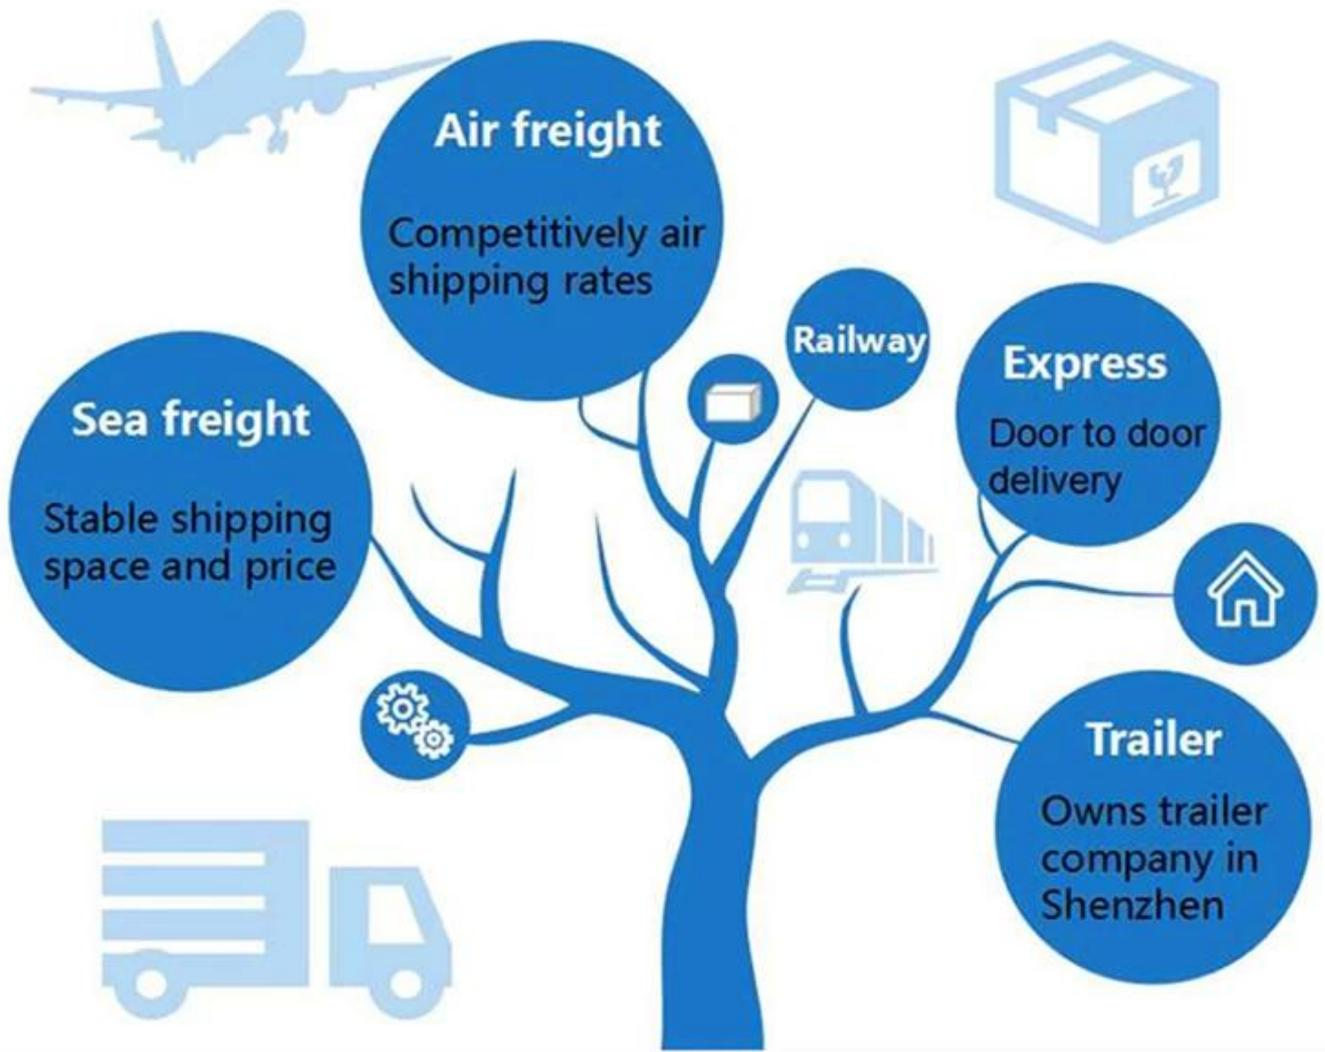 Air freight
Competitively air
shipping rates
Railway
Express
Door to door
delivery
Sea freight
Stable shipping
space and price
Trailer
Owns trailer
company in
Shenzhen